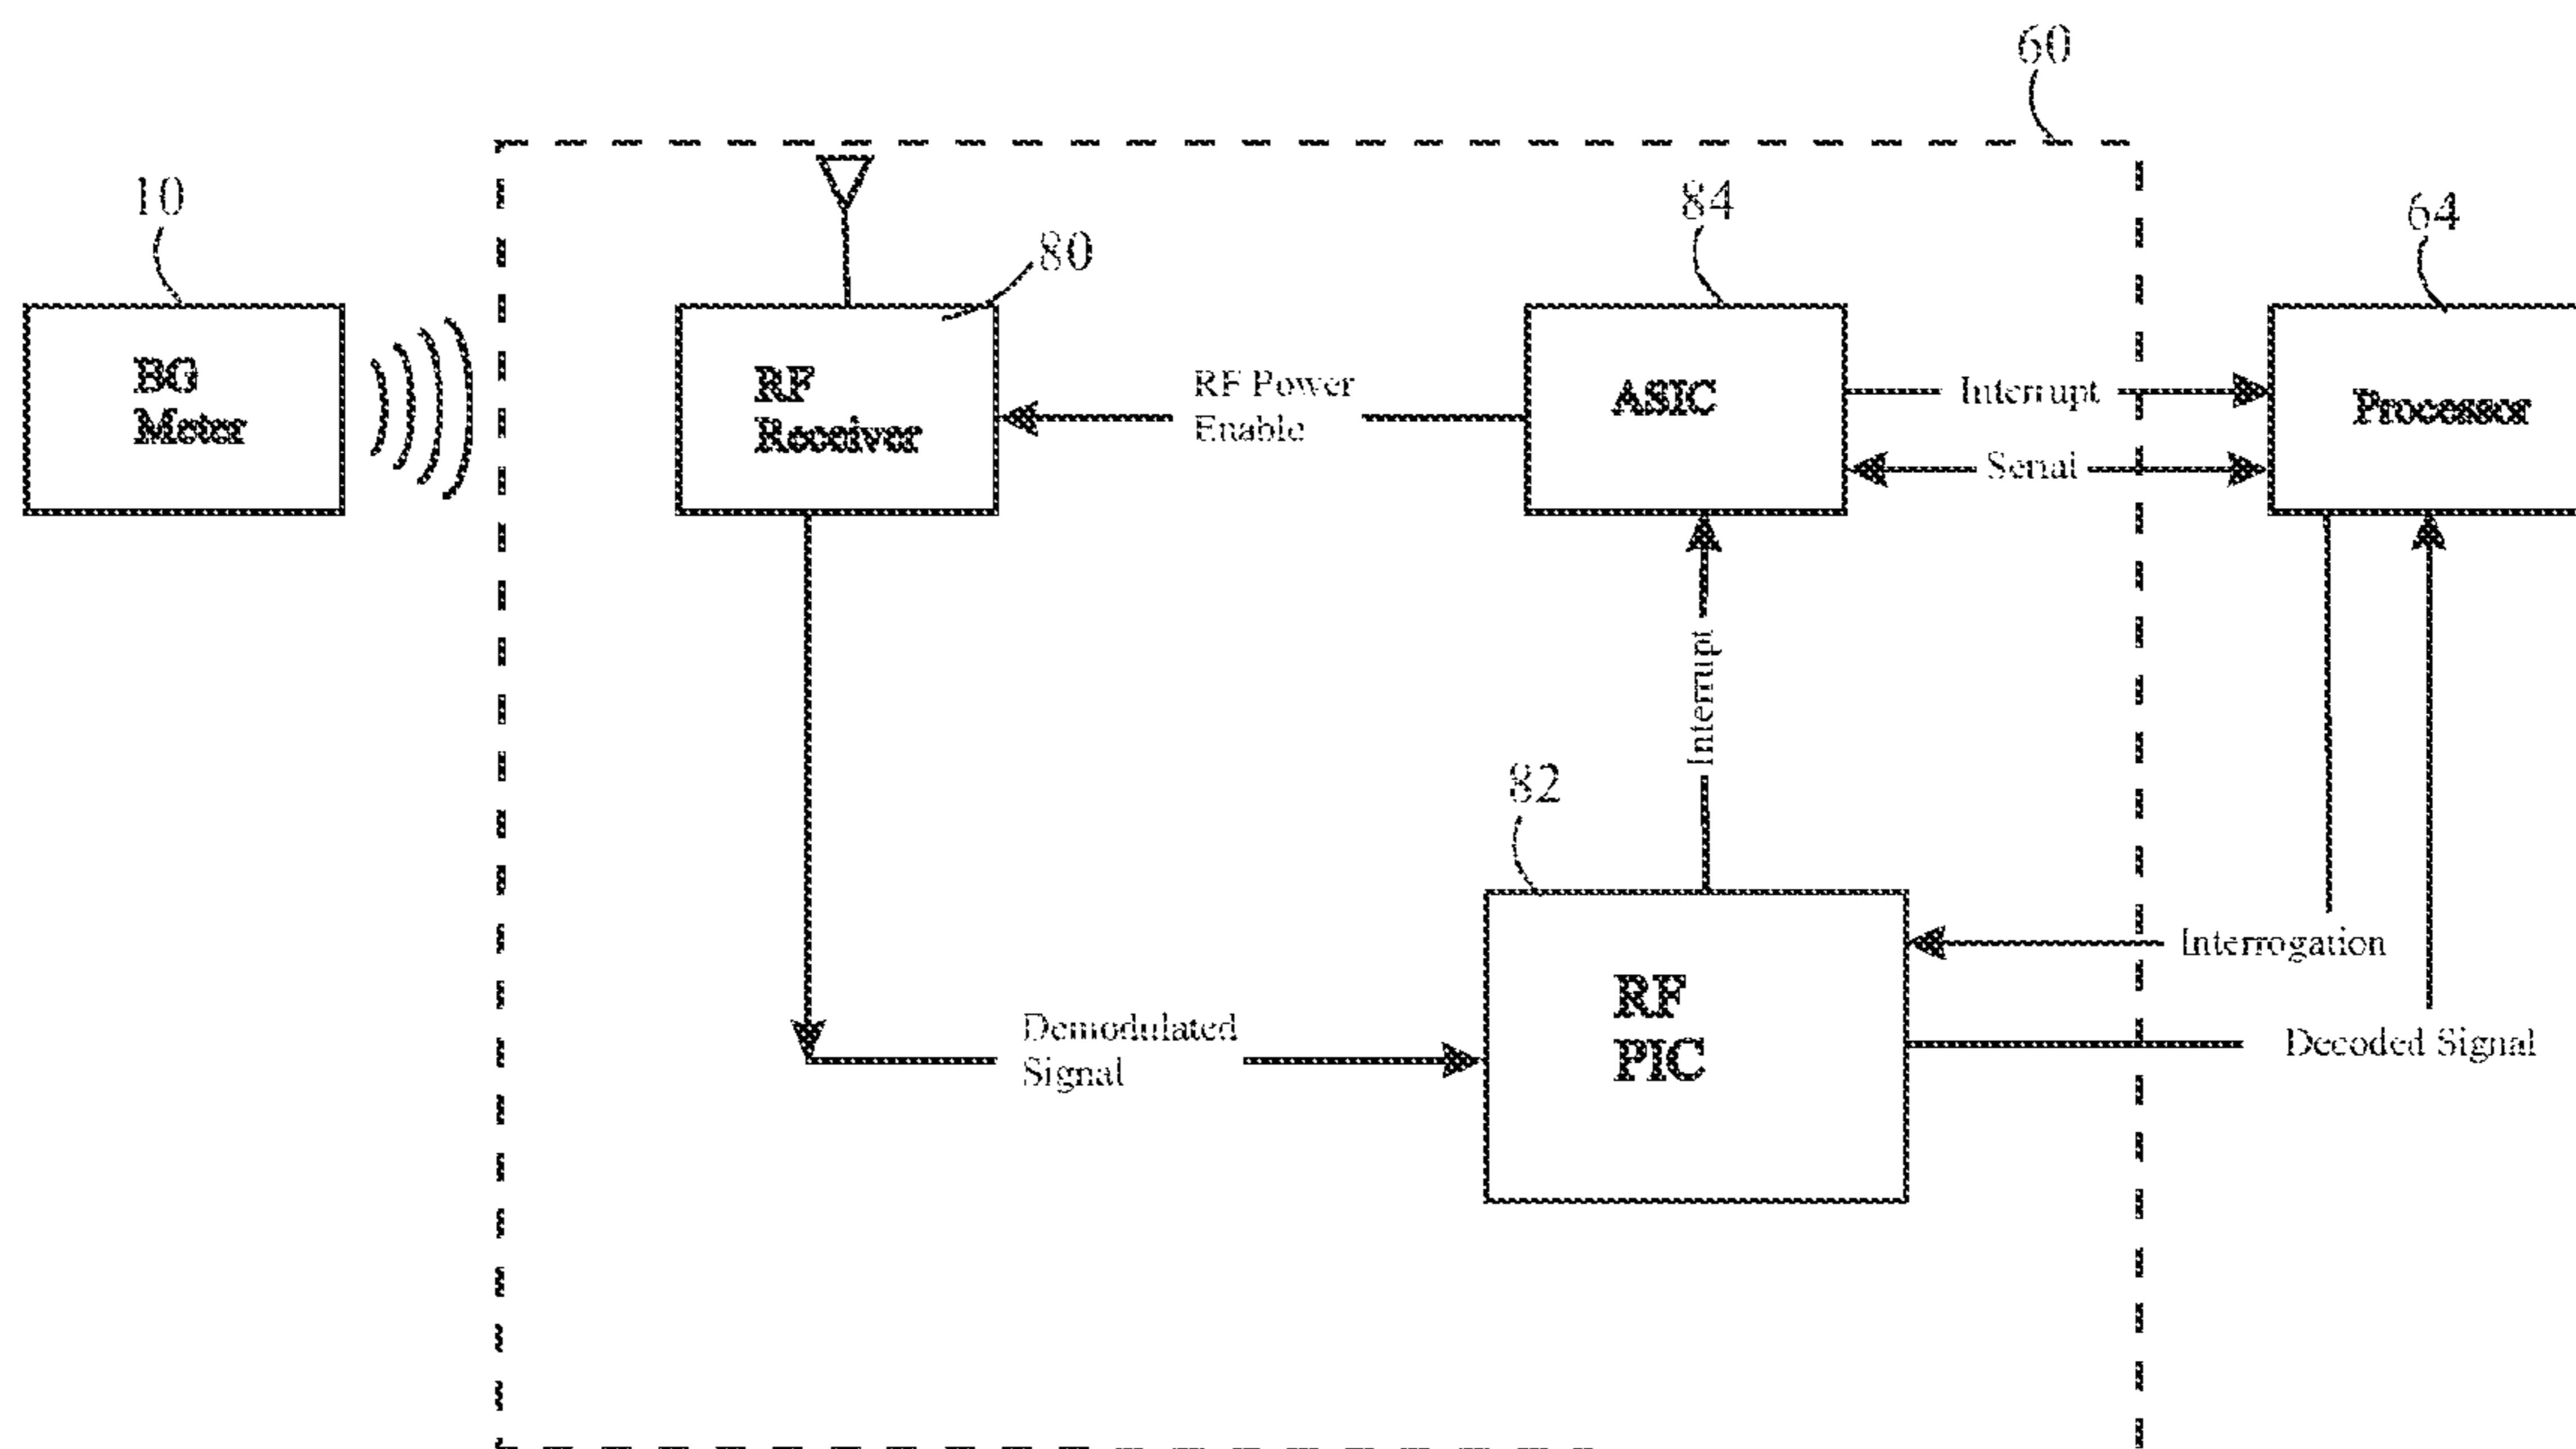 60
10
84
64
80
BG
Meter
RF
Receiver
RF Power
Enable
ASIC
Interrupt
Serial
Processor
Interrupt
82
Interrogation
RF
PIC
Demodulated
Signal
Decoded Signal